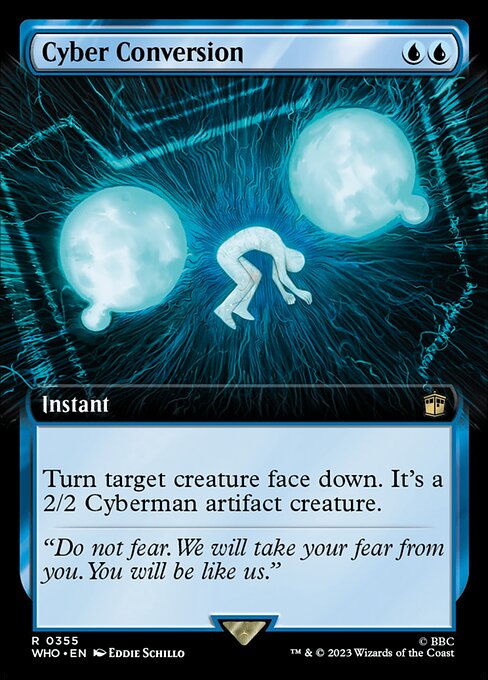 Cyber Conversion
Instant
Turn target creature face down. It's a
2/2 Cyberman artifact creature.
“Do not fear. We will take your fear from
you. You will be like us.”
R 0355
WHO • EN Eddie Schillo
© BBC
™ & © 2023 Wizards of the Coast